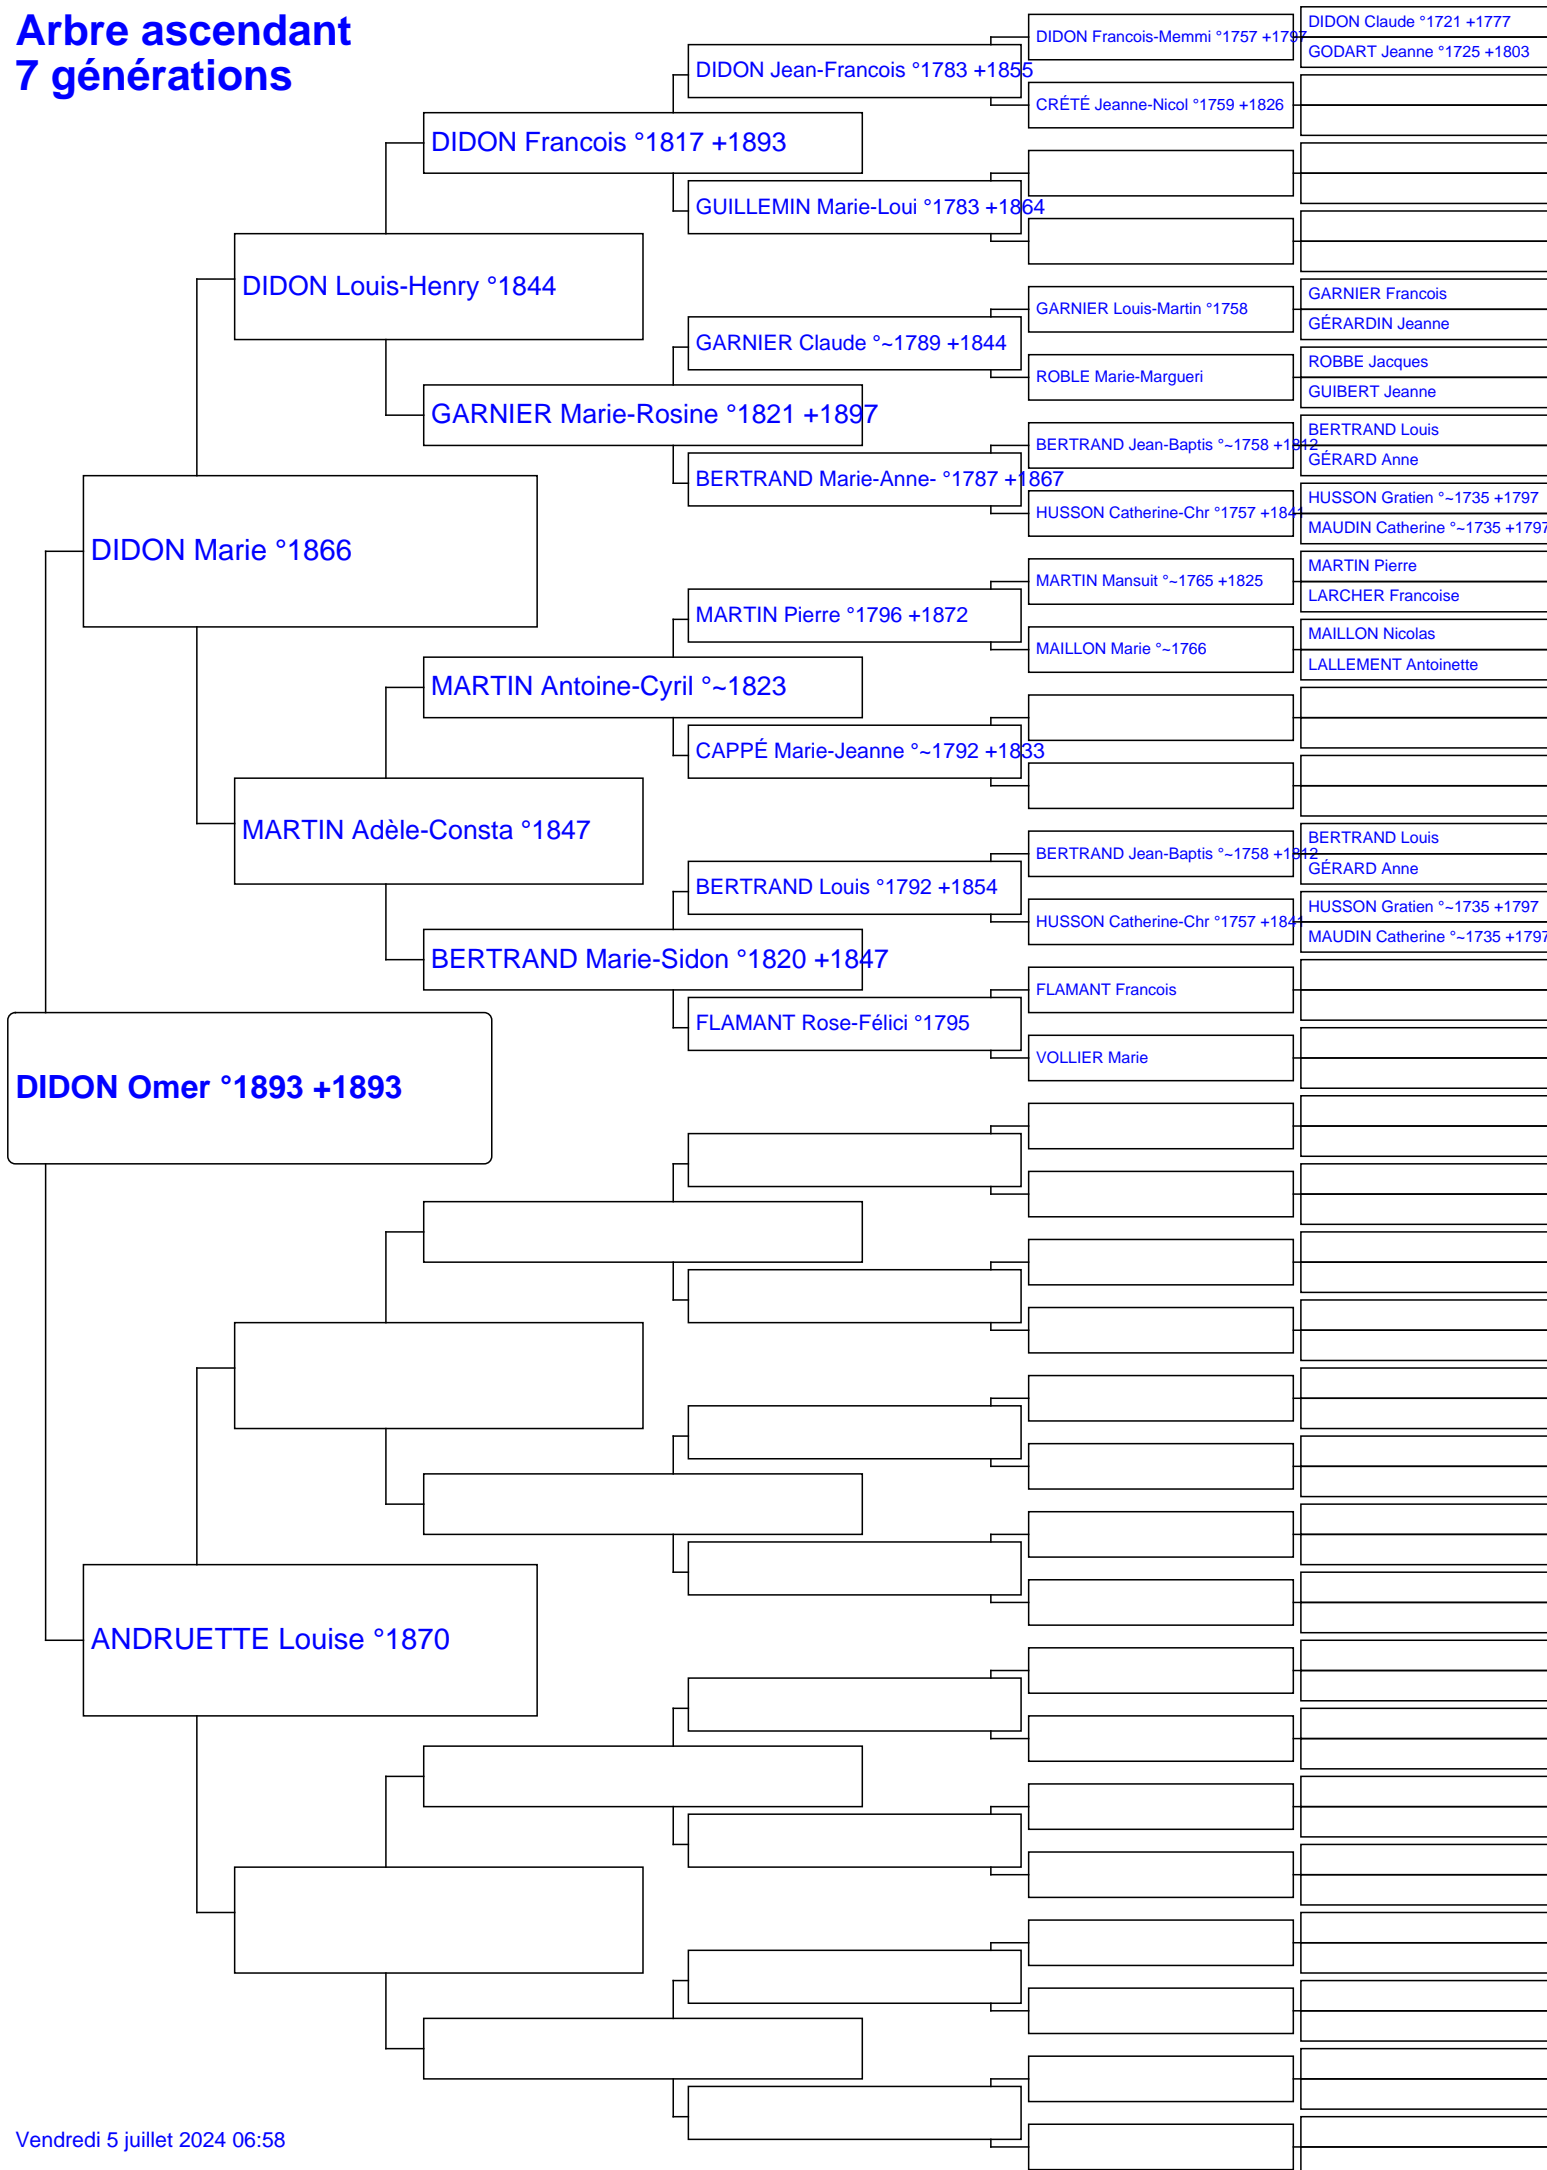 Arbre ascendant
7 générations
DIDON Omer °1893 +1893
DIDON Marie °1866
ANDRUETTE Louise °1870
DIDON Louis-Henry °1844
MARTIN Adèle-Consta °1847
DIDON Francois °1817 +1893
GARNIER Marie-Rosine °1821 +1897
MARTIN Antoine-Cyril °~1823
BERTRAND Marie-Sidon °1820 +1847
DIDON Jean-Francois °1783 +1855
GUILLEMIN Marie-Loui °1783 +1864
GARNIER Claude °~1789 +1844
BERTRAND Marie-Anne- °1787 +1867
MARTIN Pierre °1796 +1872
CAPPÉ Marie-Jeanne °~1792 +1833
BERTRAND Louis °1792 +1854
FLAMANT Rose-Félici °1795
DIDON Francois-Memmi °1757 +1797
CRÉTÉ Jeanne-Nicol °1759 +1826
GARNIER Louis-Martin °1758
ROBLE Marie-Margueri
BERTRAND Jean-Baptis °~1758 +1812
HUSSON Catherine-Chr °1757 +1841
MARTIN Mansuit °~1765 +1825
MAILLON Marie °~1766
BERTRAND Jean-Baptis °~1758 +1812
HUSSON Catherine-Chr °1757 +1841
FLAMANT Francois
VOLLIER Marie
DIDON Claude °1721 +1777
GODART Jeanne °1725 +1803
GARNIER Francois
GÉRARDIN Jeanne
ROBBE Jacques
GUIBERT Jeanne
BERTRAND Louis
GÉRARD Anne
HUSSON Gratien °~1735 +1797
MAUDIN Catherine °~1735 +1797
MARTIN Pierre
LARCHER Francoise
MAILLON Nicolas
LALLEMENT Antoinette
BERTRAND Louis
GÉRARD Anne
HUSSON Gratien °~1735 +1797
MAUDIN Catherine °~1735 +1797
Vendredi 5 juillet 2024 06:58